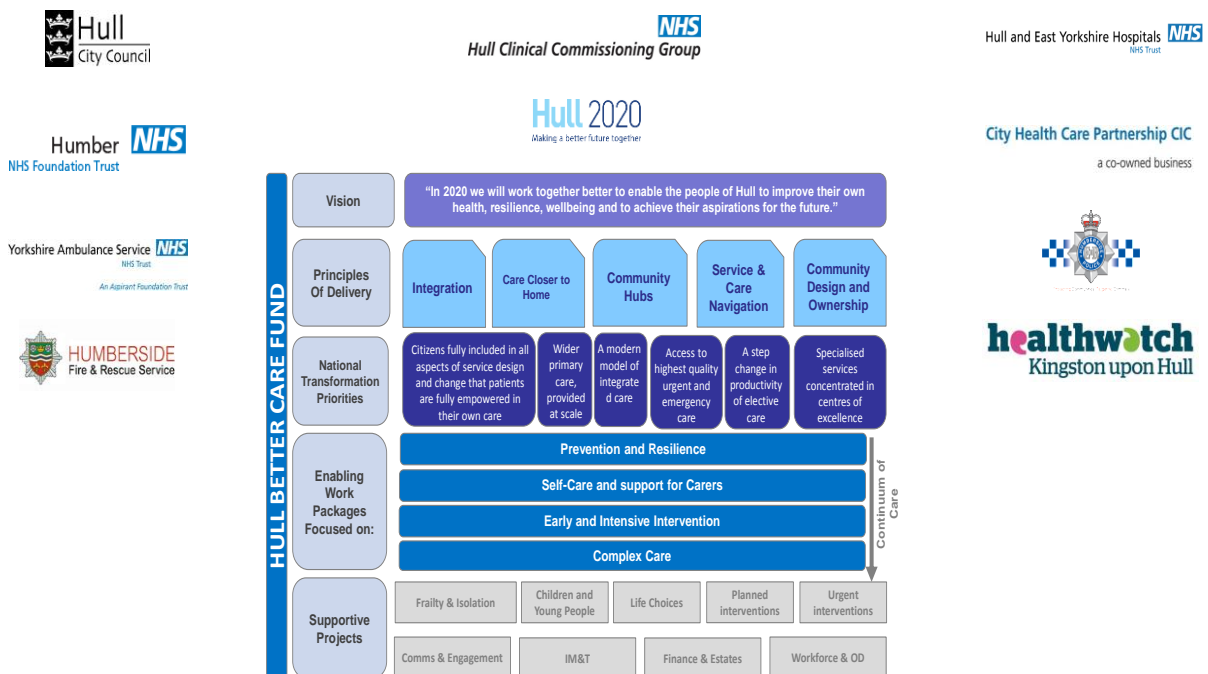 Hull
City Council
NHS
Hull Clinical Commissioning Group
Hull and East Yorkshire Hospitals NHS
NHS Trust
Hull 2020
Making a better future together
Humber NHS
NHS Foundation Trust
City Health Care Partnership CIC
a co-owned business
Yorkshire Ambulance Service NHS
NHS Trust
An Aspirant Foundation Trust
HUMBERSIDE
Fire & Rescue Service
healthwatch
Kingston upon Hull
HULL BETTER CARE FUND
Vision
“In 2020 we will work together better to enable the people of Hull to improve their own
health, resilience, wellbeing and to achieve their aspirations for the future.”
Principles
Of Delivery
Integration
Care Closer to
Home
Community
Hubs
Service &
Care
Navigation
Community
Design and
Ownership
National
Transformation
Priorities
Citizens fully included in all
aspects of service design
and change that patients
are fully empowered in
their own care
Wider
primary
care,
provided
at scale
A modern
model of
integrate
d care
Access to
highest quality
urgent and
emergency
care
A step
change in
productivity
of elective
care
Specialised
services
concentrated in
centres of
excellence
Enabling
Work
Packages
Focused on:
Prevention and Resilience
Self-Care and support for Carers
Early and Intensive Intervention
Complex Care
Continuum of
Care
Supportive
Projects
Frailty & Isolation
Children and
Young People
Life Choices
Planned
interventions
Urgent
interventions
Comms & Engagement
IM&T
Finance & Estates
Workforce & OD